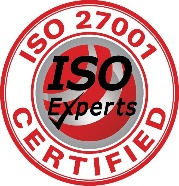 ISO 27001
ISO
Experts
CERTIFIED